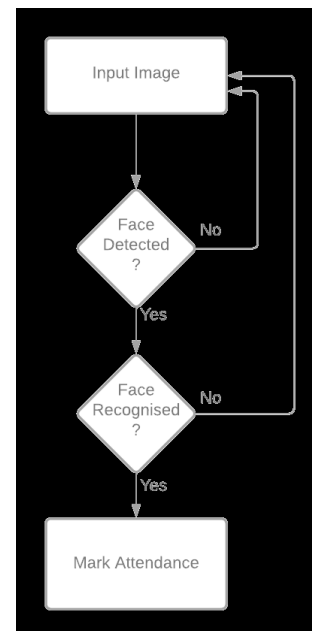 Input Image
Face
Detected
?
No
Yes
Face
Recognised
?
No
Yes
Mark Attendance